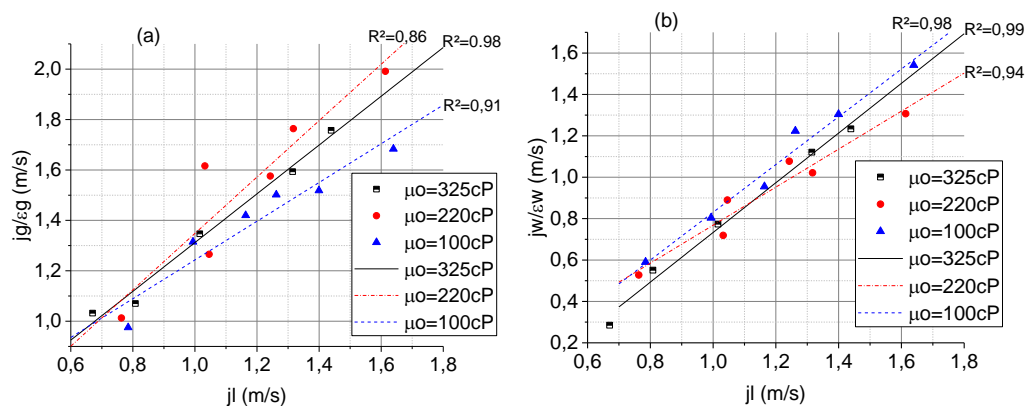 (a)
R²=0,86
R²=0.98
R²=0,91
2,0
1,8
1,6
1,4
1,2
1,0
jg/εg (m/s)
µo=325cP
µo=220cP
µo=100cP
µo=325cP
µo=220cP
µo=100cP
0,6 0,8 1,0 1,2 1,4 1,6 1,8
jl (m/s)
(b)
R²=0,98
R²=0,99
R²=0,94
1,6
1,4
1,2
1,0
0,8
0,6
0,4
0,2
jw/εw (m/s)
µo=325cP
µo=220cP
µo=100cP
µo=325cP
µo=220cP
µo=100cP
0,6 0,8 1,0 1,2 1,4 1,6 1,8
jl (m/s)